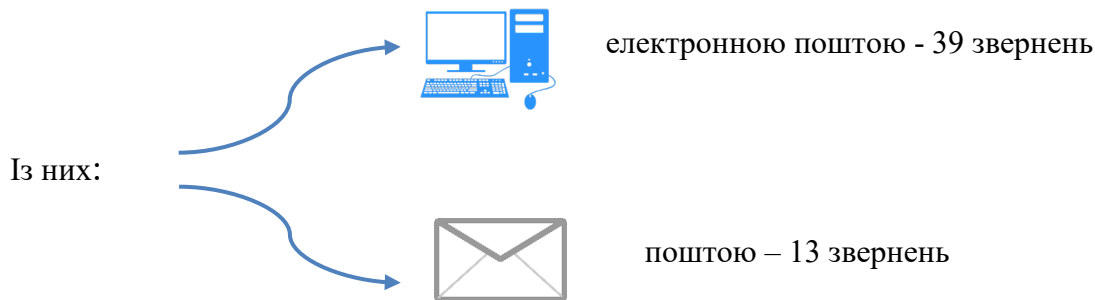 електронною поштою - 39 звернень
Із них:
поштою – 13 звернень